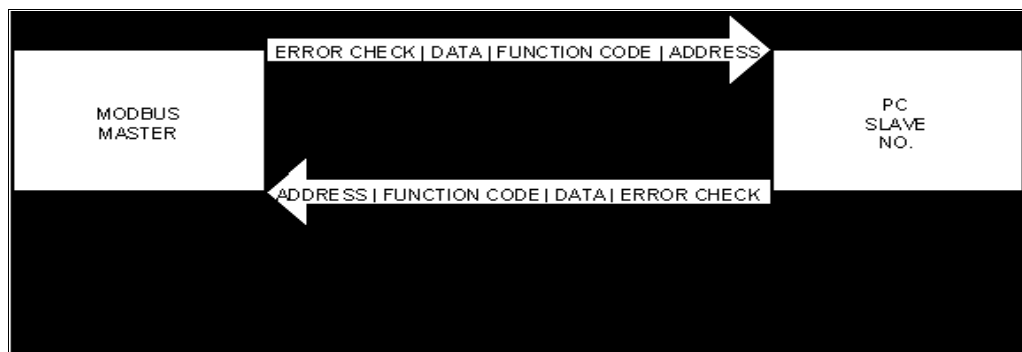 ERROR CHECK | DATA | FUNCTION CODE | ADDRESS
MODBUS
MASTER
PC
SLAVE
NO.
ADDRESS | FUNCTION CODE | DATA | ERROR CHECK